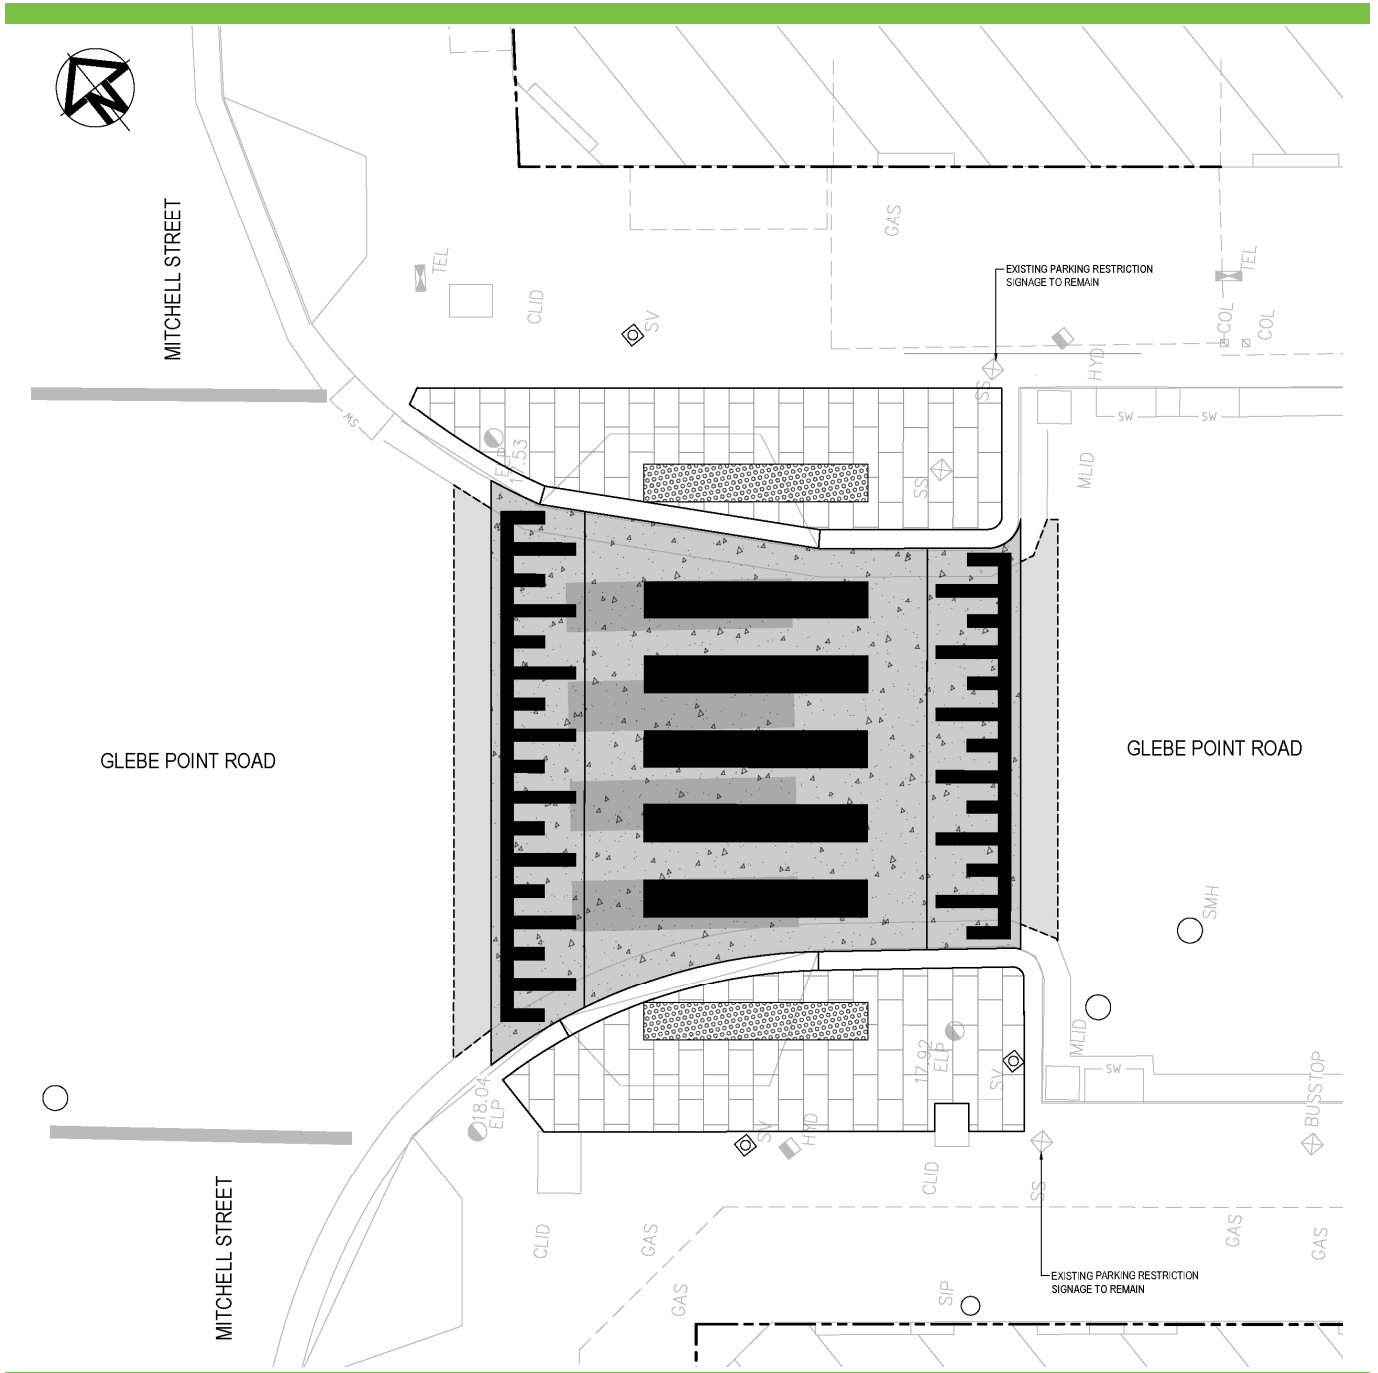 N
MITCHELL STREET
GAS
TEL
TEL
CLID
SV
EXISTING PARKING RESTRICTION
SIGNAGE TO REMAIN
COL
COL
HYD
SS
SW
SW
SW
ELP
17.53
SS
MLID
GLEBE POINT ROAD
GLEBE POINT ROAD
SMH
MLID
17.92
ELP
SV
SW
BUSSTOP
18.04
ELP
SV
HYD
CLID
SS
MITCHELL STREET
CLID
GAS
GAS
GAS
GAS
SIP
EXISTING PARKING RESTRICTION
SIGNAGE TO REMAIN